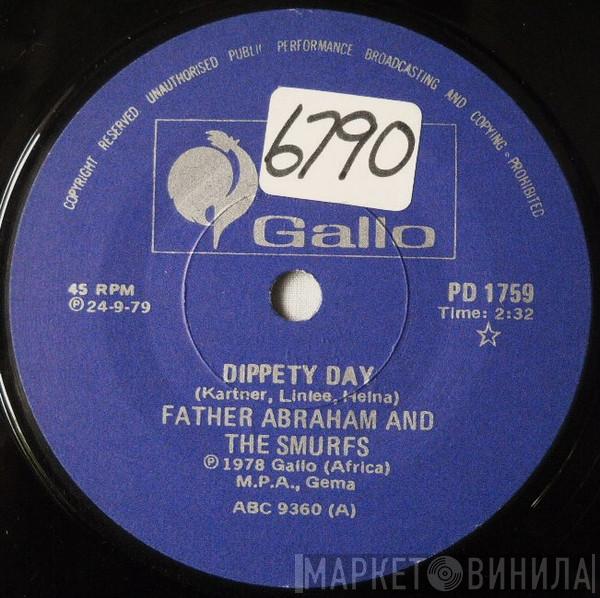 COPYRIGHT RESERVED UNAUTHORISED PUBLIC PERFORMANCE BROADCASTING AND COPYING PROHIBITED
6790
Gallo
45 RPM
℗24-9-79
PD 1759
Time: 2:32
DIPPETY DAY
(Kartner, Linlee, Helna)
FATHER ABRAHAM AND
THE SMURFS
℗ 1978 Gallo (Africa)
M.P.A., Gema
ABC 9360 (A)
МАРКЕТ ВИНИЛА